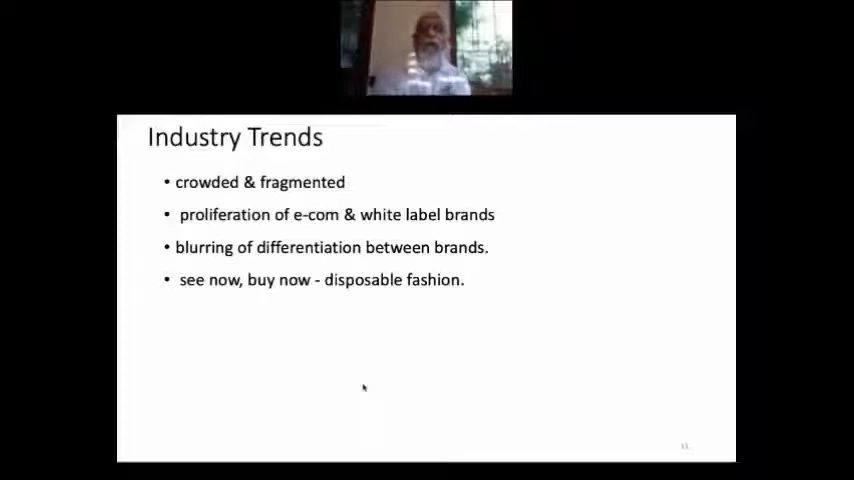 Industry Trends
• crowded & fragmented
• proliferation of e-com & white label brands
• blurring of differentiation between brands.
• see now, buy now - disposable fashion.